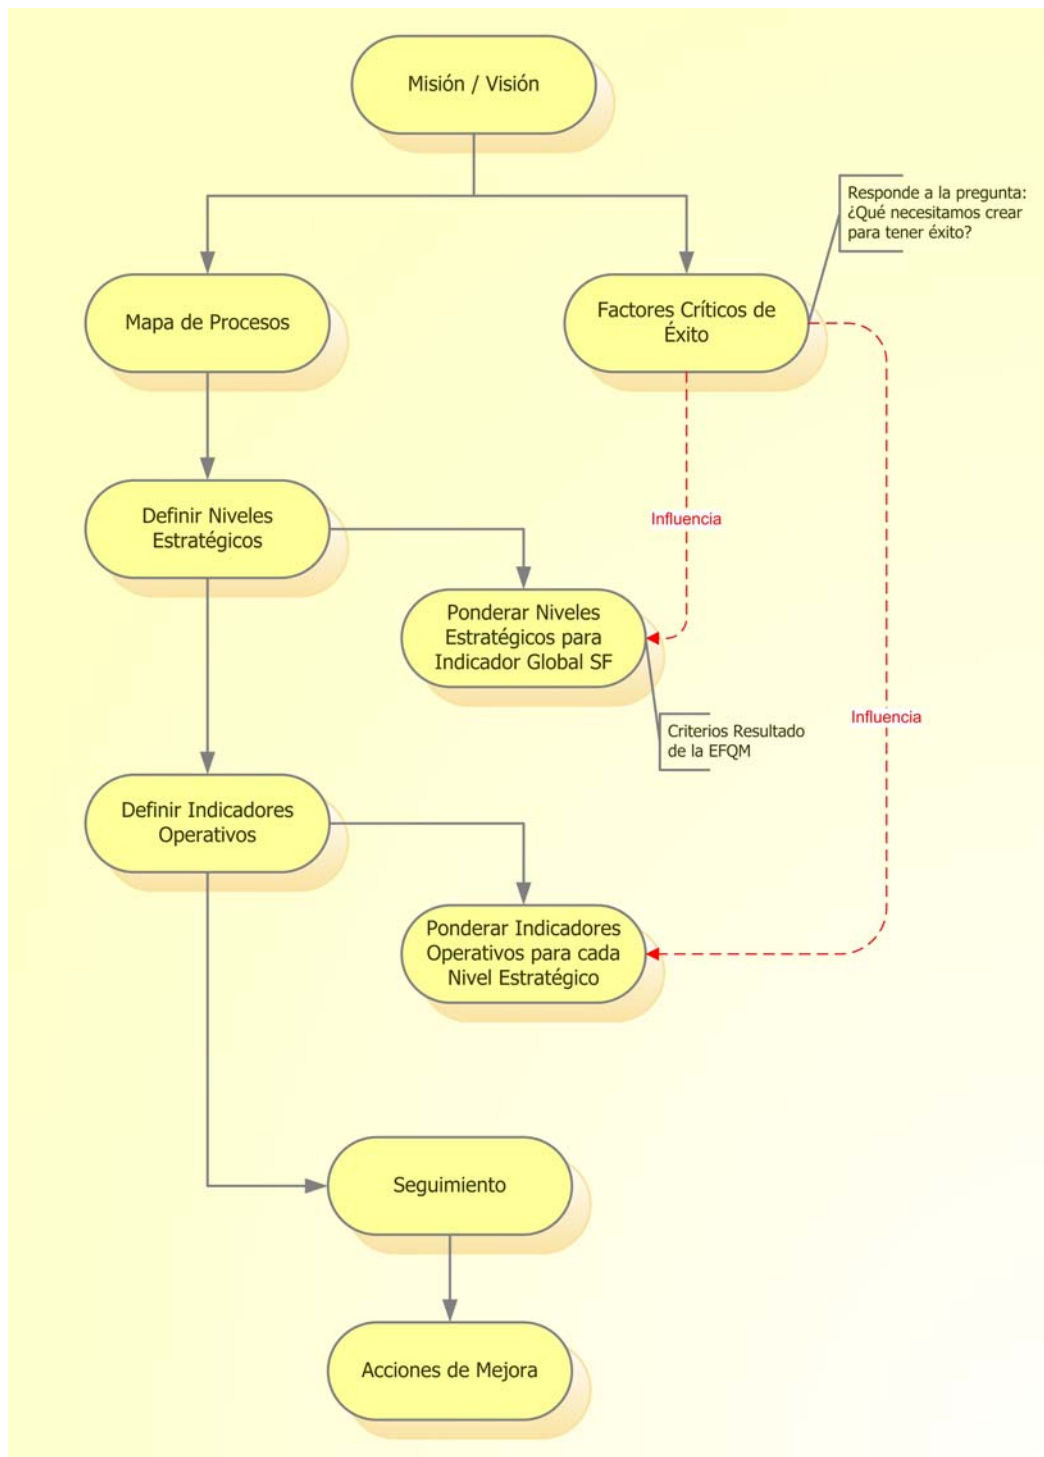 Misión / Visión
Responde a la pregunta:
¿Qué necesitamos crear
para tener éxito?
Mapa de Procesos
Factores Críticos de
Éxito
Definir Niveles
Estratégicos
Influencia
Ponderar Niveles
Estratégicos para
Indicador Global SF
Influencia
Criterios Resultado
de la EFQM
Definir Indicadores
Operativos
Ponderar Indicadores
Operativos para cada
Nivel Estratégico
Seguimiento
Acciones de Mejora